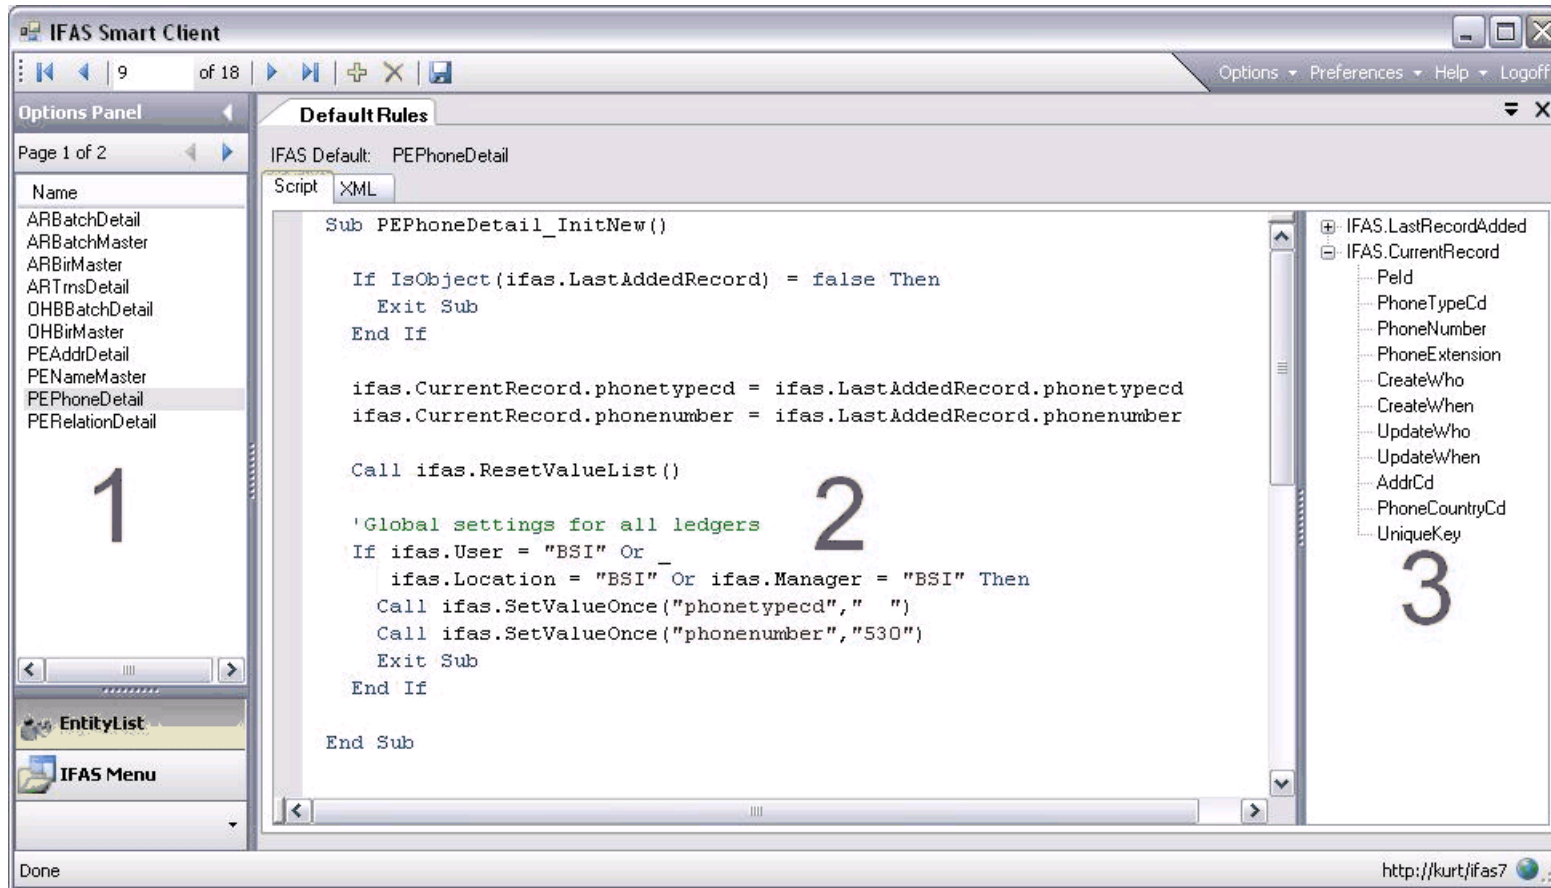 IFAS Smart Client
9 of 18
Options Preferences Help Logoff
Options Panel
Page 1 of 2
Name
ARBatchDetail
ARBatchMaster
ARBirMaster
ARTrnsDetail
OHBBatchDetail
OHBirMaster
PEAddrDetail
PENameMaster
PEPhoneDetail
PERelationDetail
1
EntityList
IFAS Menu
Default Rules
IFAS Default: PEPhoneDetail
Script XML
Sub PEPhoneDetail_InitNew()
If IsObject(ifas.LastAddedRecord) = false Then
Exit Sub
End If
ifas.CurrentRecord.phonetypecd = ifas.LastAddedRecord.phonetypecd
ifas.CurrentRecord.phonenumber = ifas.LastAddedRecord.phonenumber
Call ifas.ResetValueList()
'Global settings for all ledgers
If ifas.User = "BSI" Or _
ifas.Location = "BSI" Or ifas.Manager = "BSI" Then
Call ifas.SetValueOnce("phonetypecd","  ")
Call ifas.SetValueOnce("phonenumber","530")
Exit Sub
End If
End Sub
2
IFAS.LastRecordAdded
IFAS.CurrentRecord
PeId
PhoneTypeCd
PhoneNumber
PhoneExtension
CreateWho
CreateWhen
UpdateWho
UpdateWhen
AddrCd
PhoneCountryCd
UniqueKey
3
Done
http://kurt/ifas7